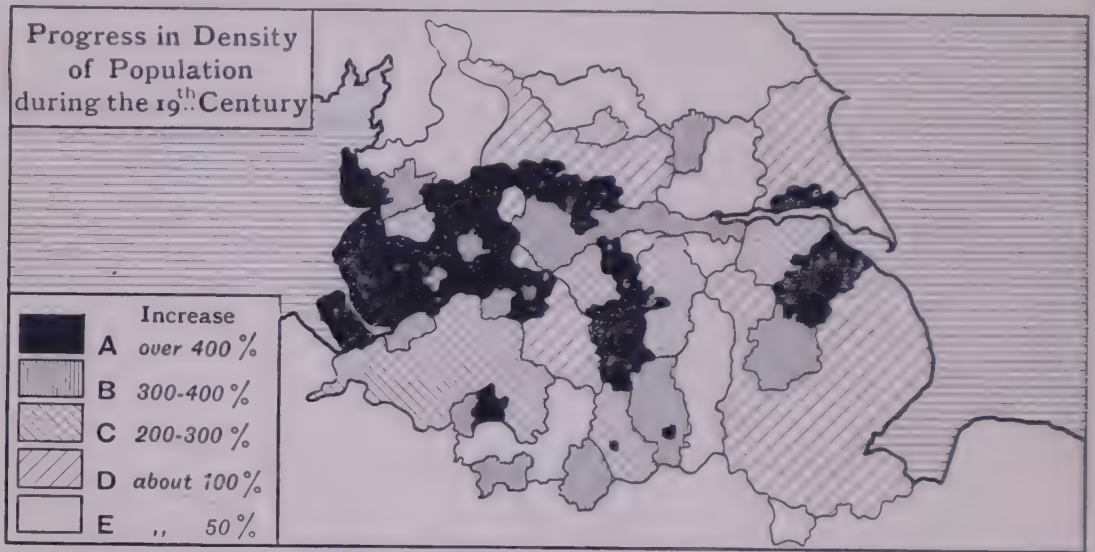 Progress in Density
of Population
during the 19th Century
Increase
A over 400 %
B 300-400 %
C 200-300 %
D about 100 %
E ,, 50 %